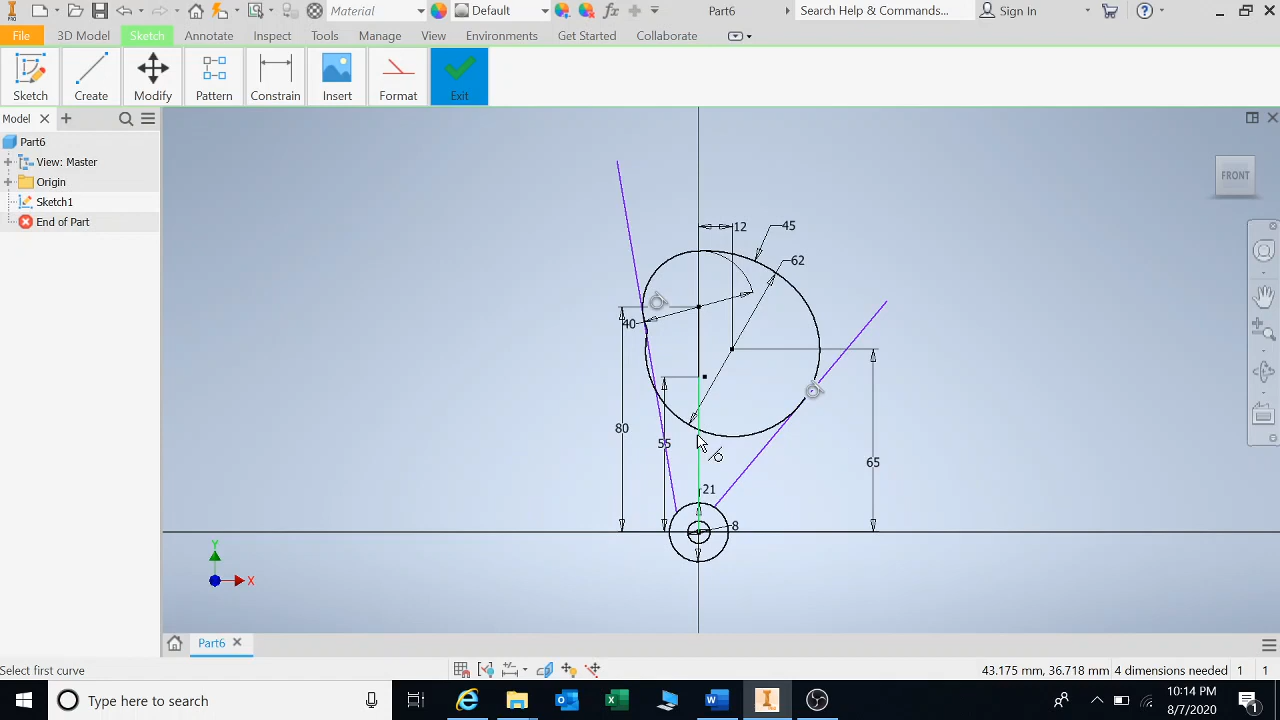 Material
Default
Part6
Search Help & Commands...
Sign In
File
3D Model
Sketch
Annotate
Inspect
Tools
Manage
View
Environments
Get Started
Collaborate
Sketch
Create
Modify
Pattern
Constrain
Insert
Format
Exit
Model
Part6
View: Master
Origin
Sketch1
End of Part
FRONT
12
45
62
40
80
55
65
21
8
Y
X
Part6
Select first curve
43.175 mm, 36.718 mm
4 dimensions needed
1
1
Type here to search
10:14 PM
8/7/2020
1